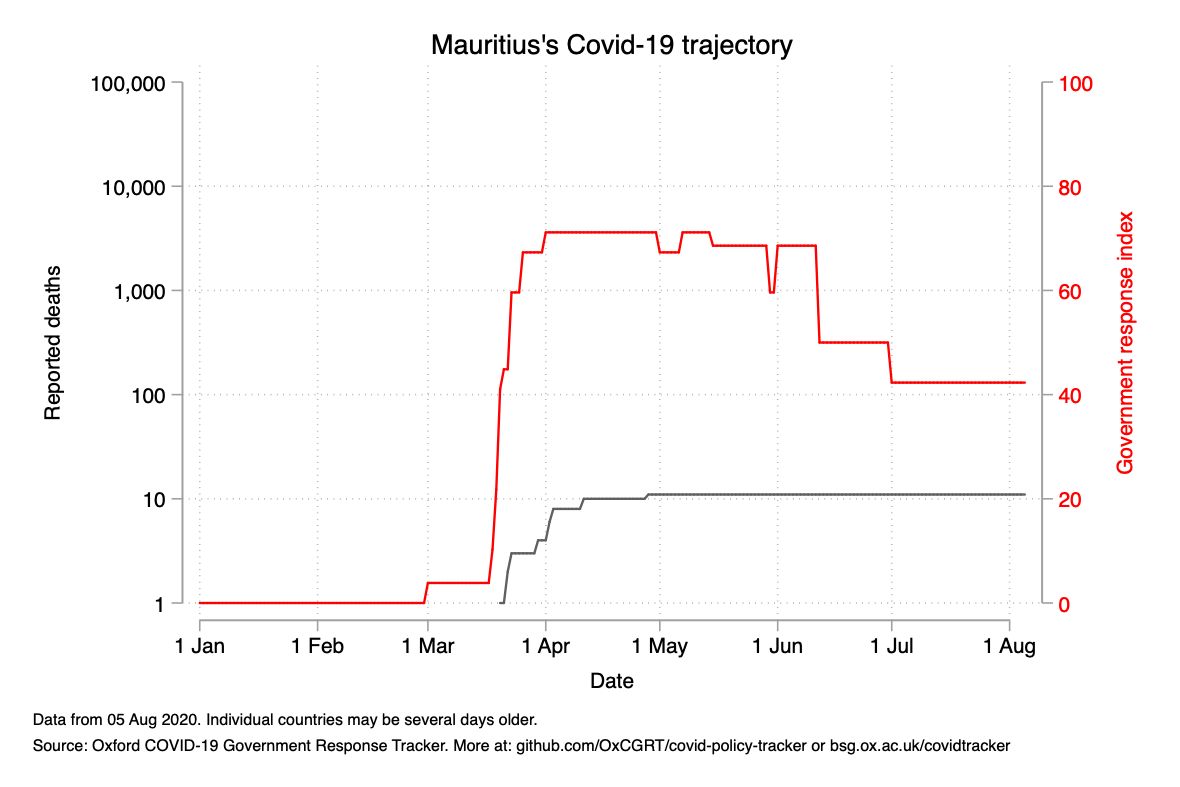 Mauritius's Covid-19 trajectory
100,000
10,000
1,000
100
10
1
Reported deaths
100
80
60
40
20
0
Government response index
1 Jan 1 Feb 1 Mar 1 Apr 1 May 1 Jun 1 Jul 1 Aug
Date
Data from 05 Aug 2020. Individual countries may be several days older.
Source: Oxford COVID-19 Government Response Tracker. More at: github.com/OxCGRT/covid-policy-tracker or bsg.ox.ac.uk/covidtracker